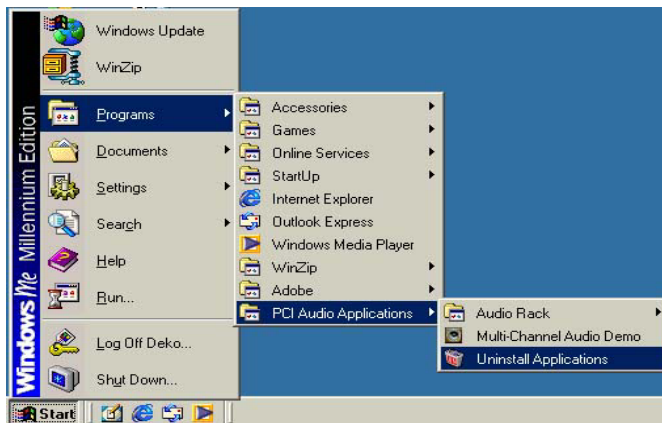 Windows Update
WinZip
Programs
Documents
Settings
Search
Help
Run...
Log Off Deko...
Shut Down...
Windows Me Millennium Edition
Start
Accessories
Games
Online Services
StartUp
Internet Explorer
Outlook Express
Windows Media Player
WinZip
Adobe
PCI Audio Applications
Audio Rack
Multi-Channel Audio Demo
Uninstall Applications